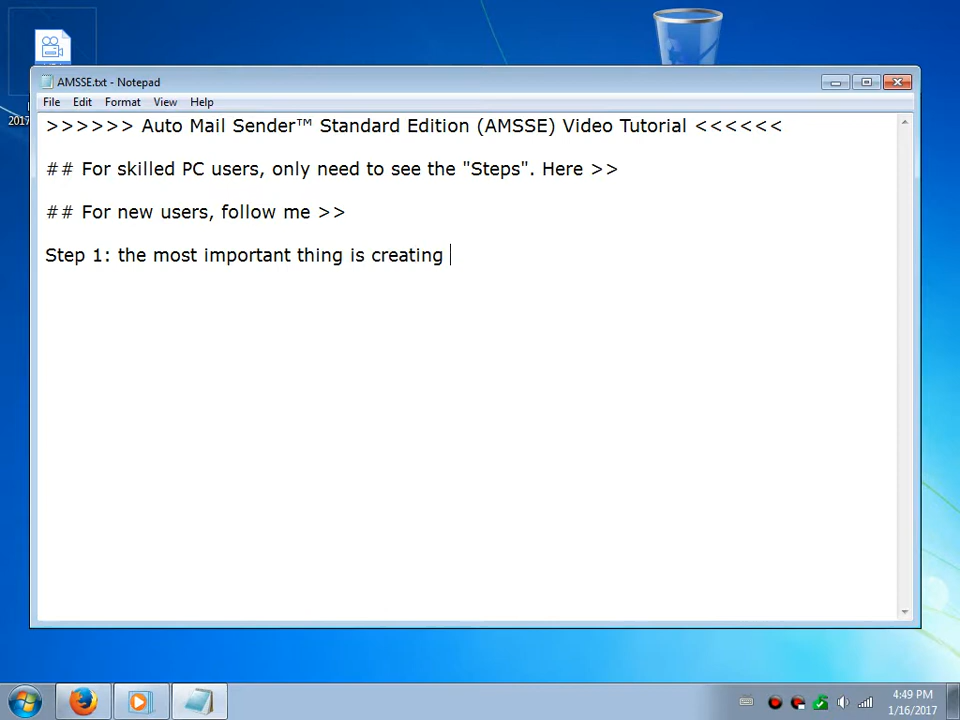 AMSSE.txt - Notepad
File Edit Format View Help
>>>>>> Auto Mail Sender™ Standard Edition (AMSSE) Video Tutorial <<<<<<
## For skilled PC users, only need to see the "Steps". Here >>
## For new users, follow me >>
Step 1: the most important thing is creating
2017
4:49 PM
1/16/2017